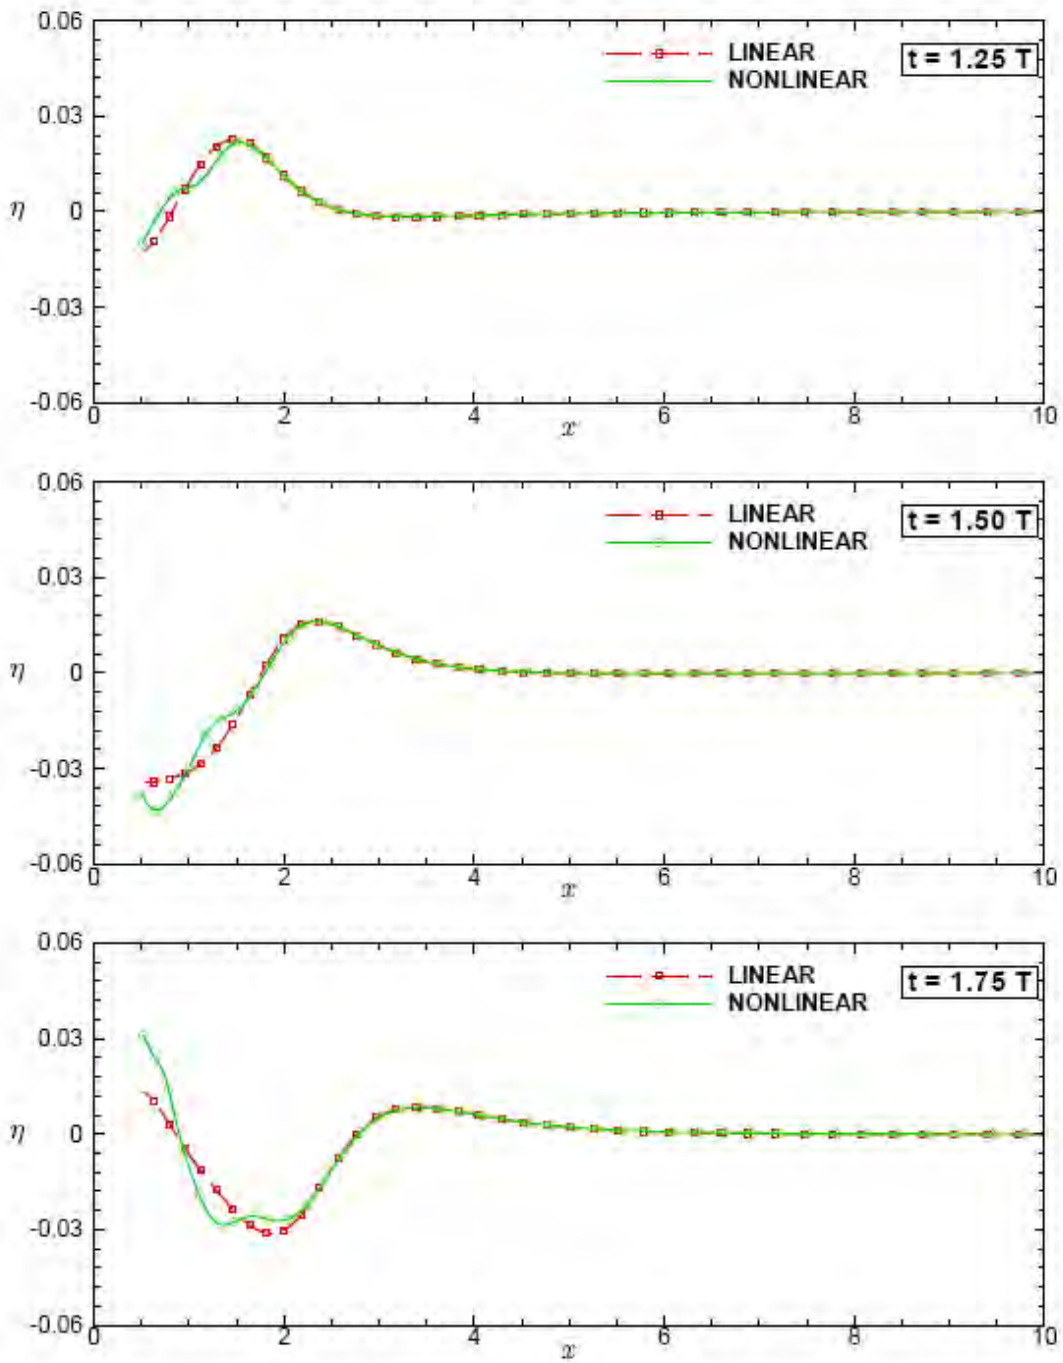 0.06
LINEAR
t = 1.25 T
NONLINEAR
0.03
η
0
-0.03
-0.06
0 2 4 6 8 10
x
0.06
LINEAR
t = 1.50 T
NONLINEAR
0.03
η
0
-0.03
-0.06
0 2 4 6 8 10
x
0.06
LINEAR
t = 1.75 T
NONLINEAR
0.03
η
0
-0.03
-0.06
0 2 4 6 8 10
x